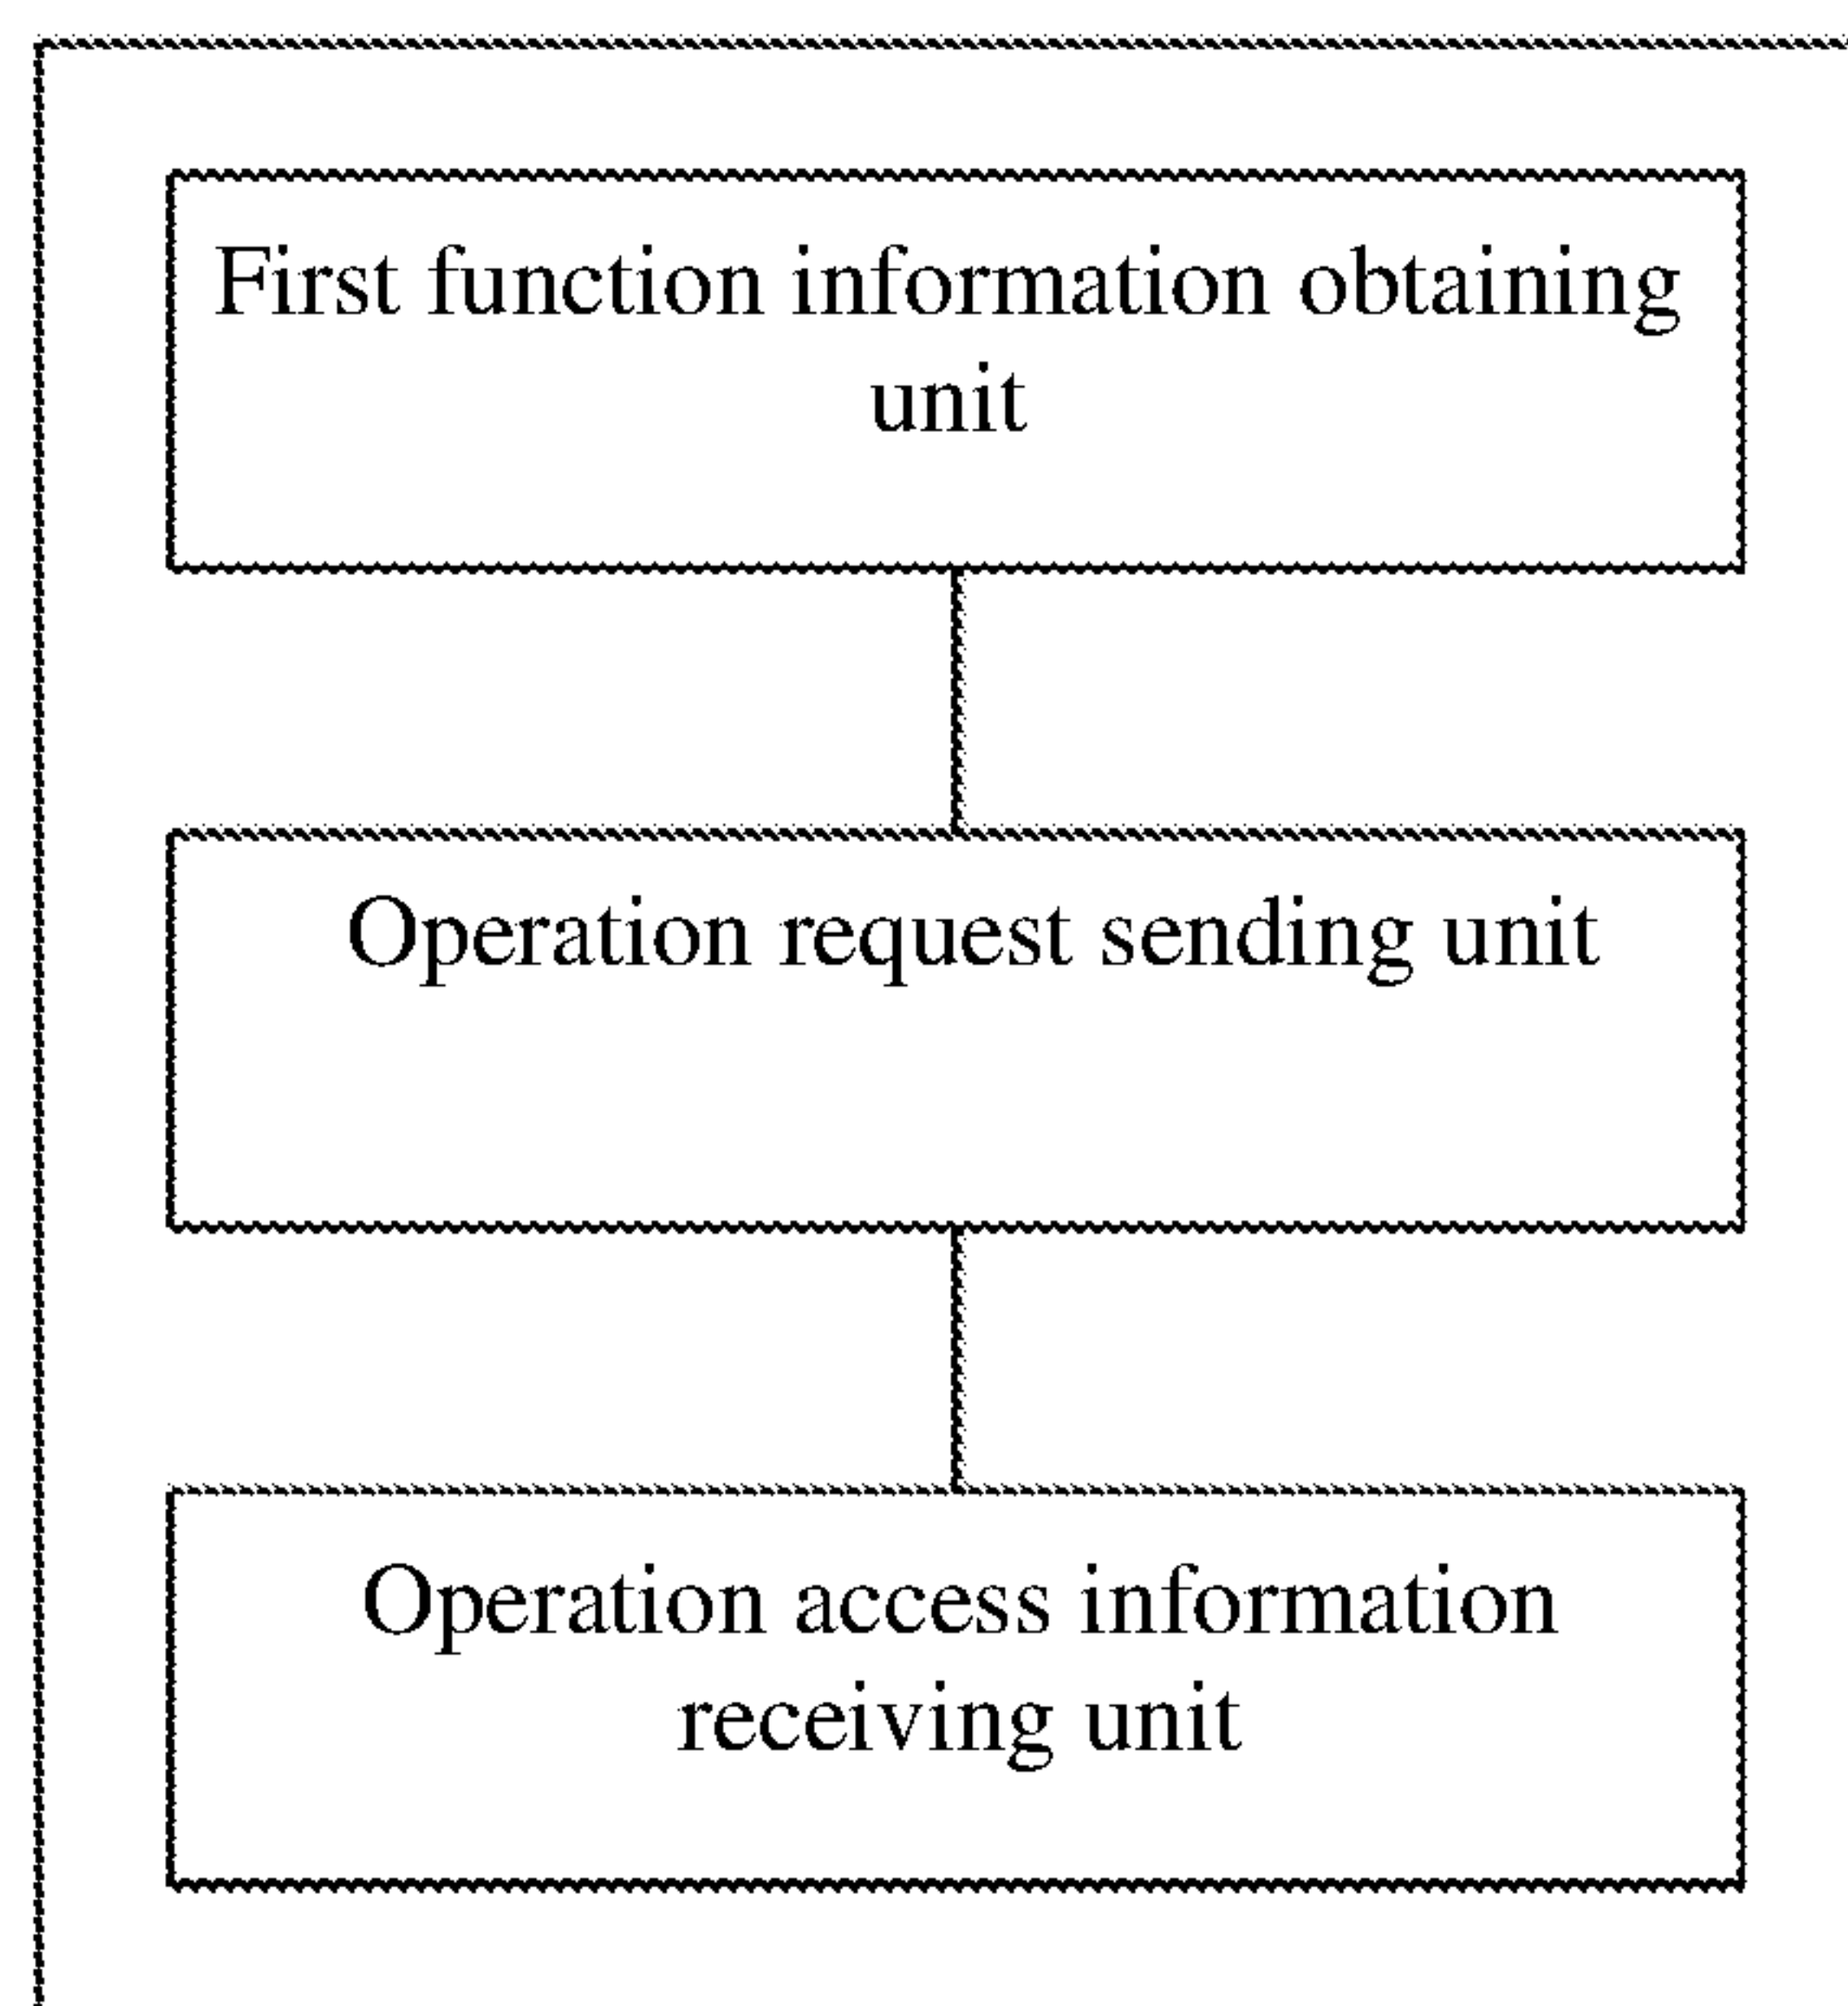 First function information obtaining
unit
Operation request sending unit
Operation access information
receiving unit